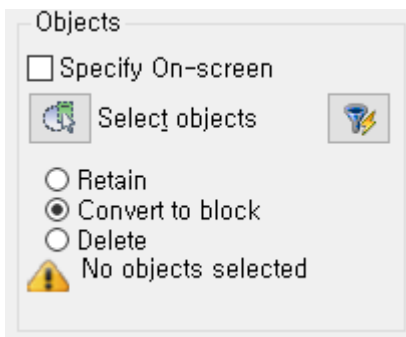 Objects
Specify On-screen
Select objects
Retain
Convert to block
Delete
No objects selected